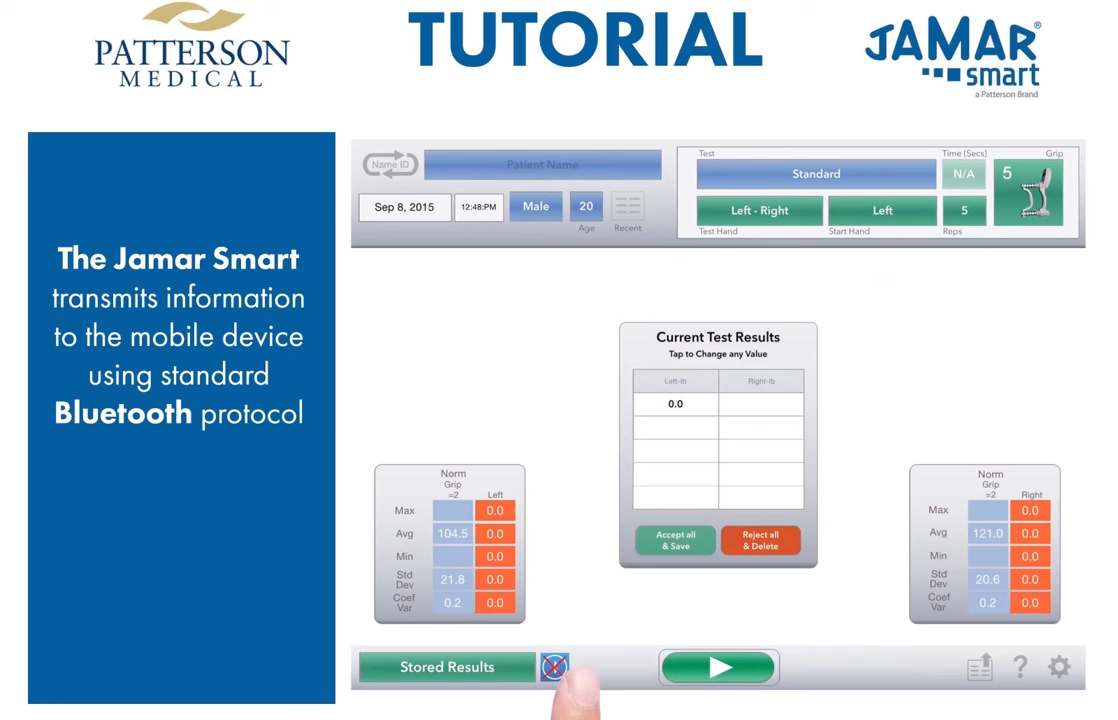 PATTERSON
MEDICAL
TUTORIAL
JAMAR®
smart
a Patterson Brand
The Jamar Smart
transmits information
to the mobile device
using standard
Bluetooth protocol
Name ID
Patient Name
Sep 8, 2015
12:48:PM
Male
20
Age
Recent
Test
Time (Secs)
Grip
Standard
N/A
5
Left - Right
Left
5
Test Hand
Start Hand
Reps
Current Test Results
Tap to Change any Value
Left-lb
Right-lb
0.0
Accept all
& Save
Reject all
& Delete
Norm
Grip
=2
Left
Max
0.0
Avg
104.5
0.0
Min
0.0
Std
Dev
21.8
0.0
Coef
Var
0.2
0.0
Norm
Grip
=2
Right
Max
0.0
Avg
121.0
0.0
Min
0.0
Std
Dev
20.6
0.0
Coef
Var
0.2
0.0
Stored Results
?